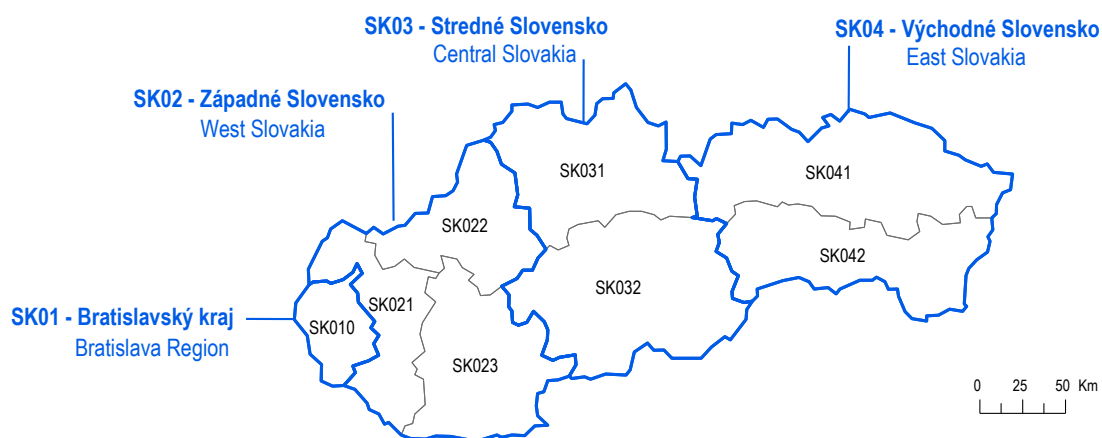 SK03 - Stredné Slovensko
Central Slovakia
SK04 - Východné Slovensko
East Slovakia
SK02 - Západné Slovensko
West Slovakia
SK031
SK041
SK022
SK042
SK032
SK021
SK01 - Bratislavský kraj
Bratislava Region
SK010
SK023
0 25 50 Km